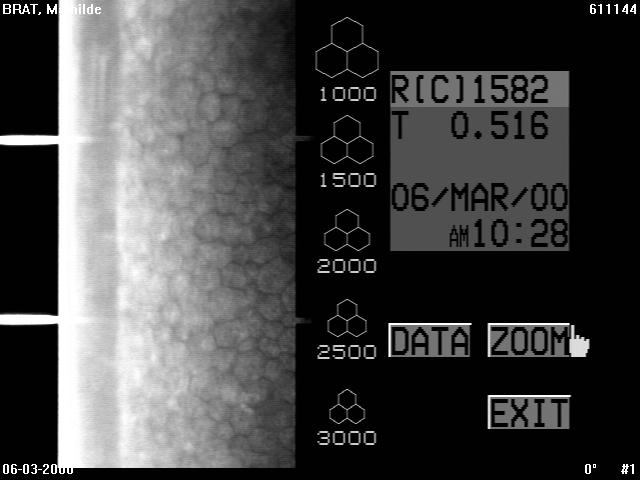 BRAT, Mathilde
611144
1000
1500
2000
2500
3000
R[C]1582
T 0.516
06/MAR/00
AM10:28
DATA
ZOOM
EXIT
06-03-2000
0° #1